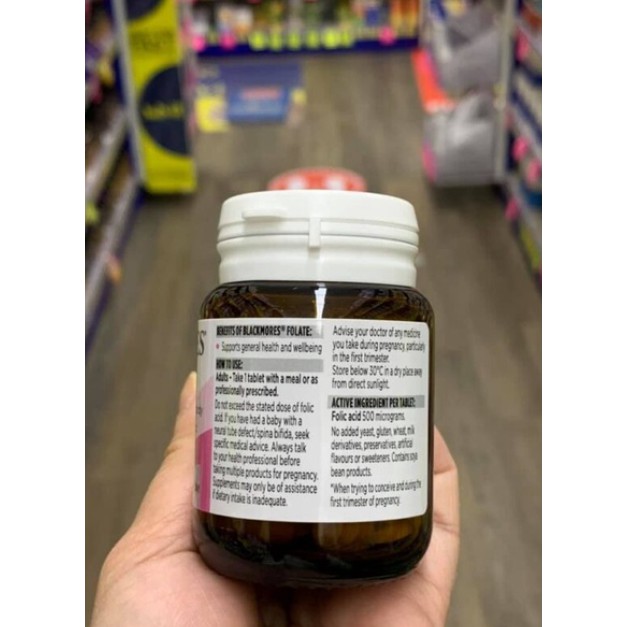 BENEFITS OF BLACKMORES® FOLATE:
• Supports general health and wellbeing
HOW TO USE:
Adults - Take 1 tablet with a meal or as
professionally prescribed.
Do not exceed the stated dose of folic
acid. If you have had a baby with a
neural tube defect/spina bifida, seek
specific medical advice. Always talk
to your health professional before
taking multiple products for pregnancy.
Supplements may only be of assistance
if dietary intake is inadequate.
Advise your doctor of any medicine
you take during pregnancy, particularly
in the first trimester.
Store below 30°C in a dry place away
from direct sunlight.
ACTIVE INGREDIENT PER TABLET:
Folic acid 500 micrograms.
No added yeast, gluten, wheat, milk
derivatives, preservatives, artificial
flavours or sweeteners. Contains soya
bean products.
*When trying to conceive and during the
first trimester of pregnancy.